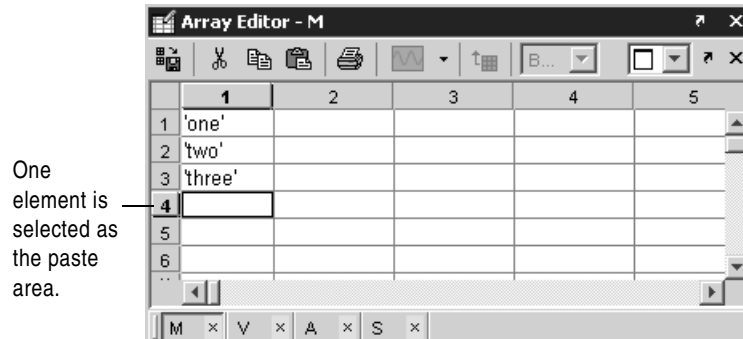 Array Editor - M
B...
1 2 3 4 5
1 'one'
2 'two'
3 'three'
4
5
6
One
element is
selected as
the paste
area.
M V A S